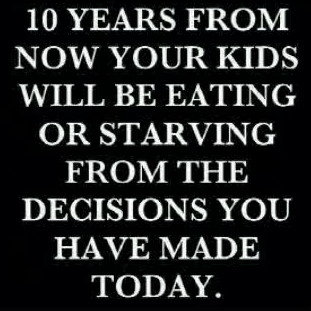 10 YEARS FROM
NOW YOUR KIDS
WILL BE EATING
OR STARVING
FROM THE
DECISIONS YOU
HAVE MADE
TODAY.